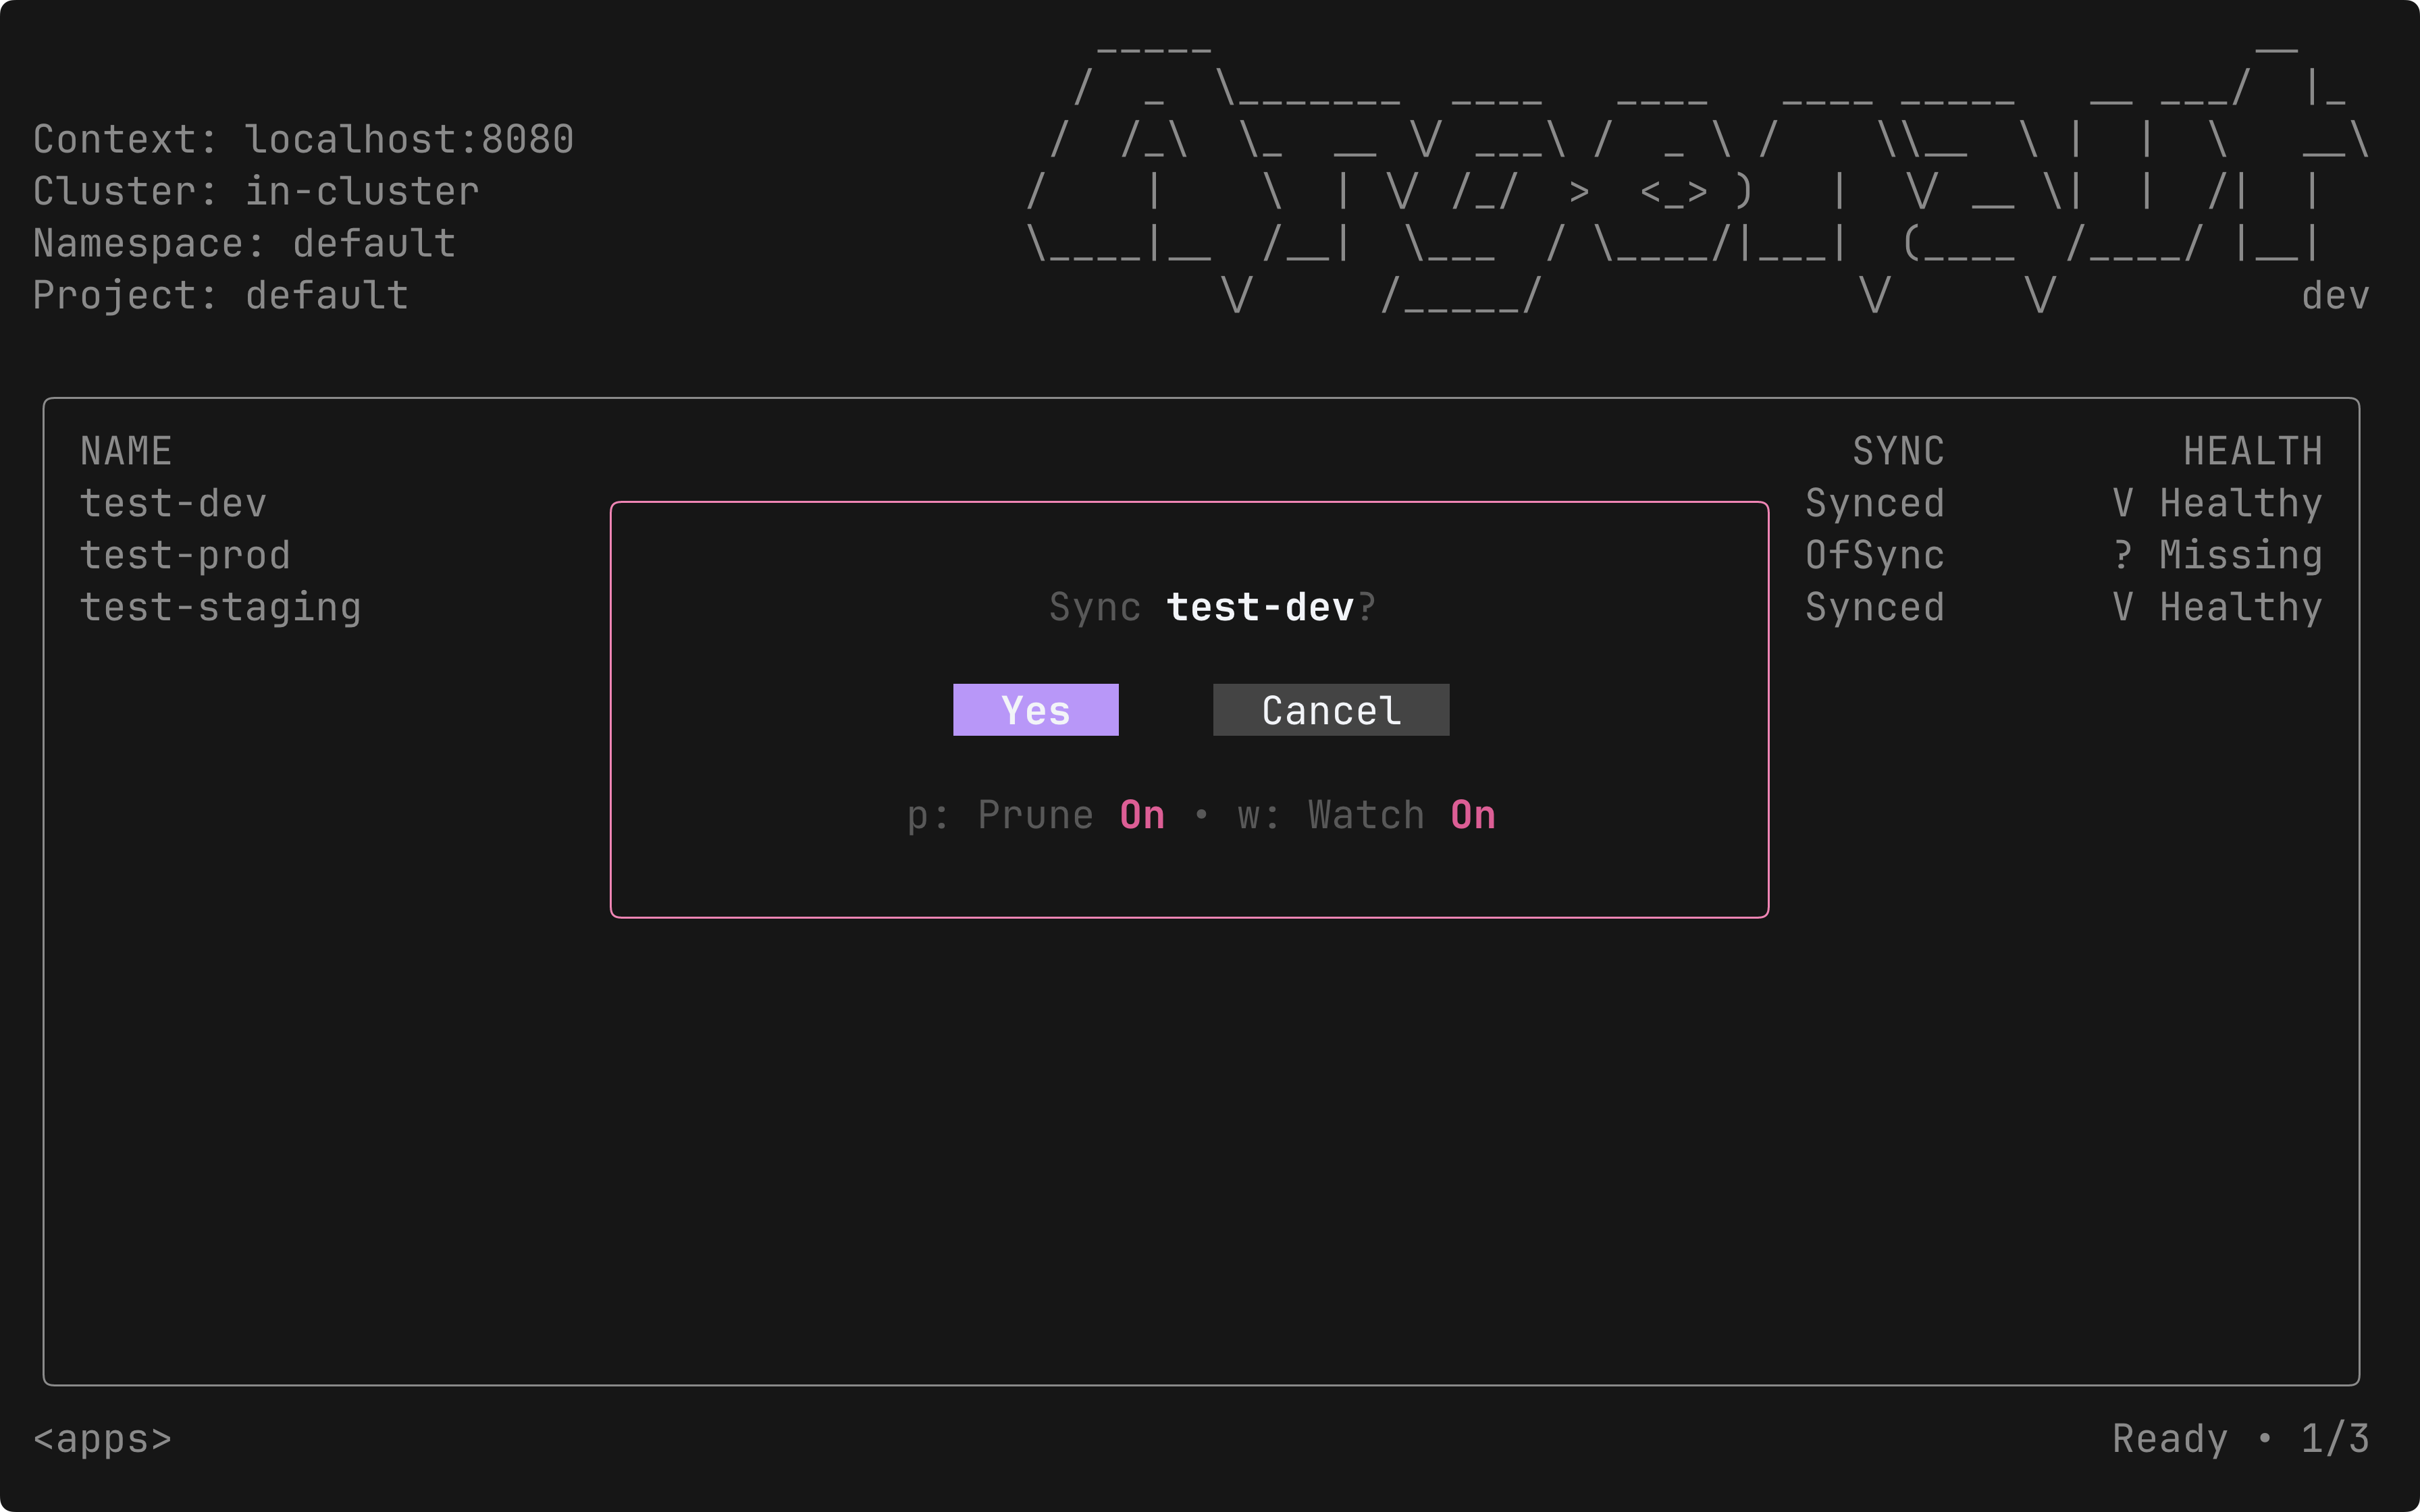 Context: localhost:8080
Cluster: in-cluster
Namespace: default
Project: default
dev
NAME SYNC HEALTH
test-dev Synced V Healthy
test-prod OfSync ? Missing
test-staging Synced V Healthy
Sync test-dev?
Yes Cancel
p: Prune On • w: Watch On
<apps> Ready • 1/3